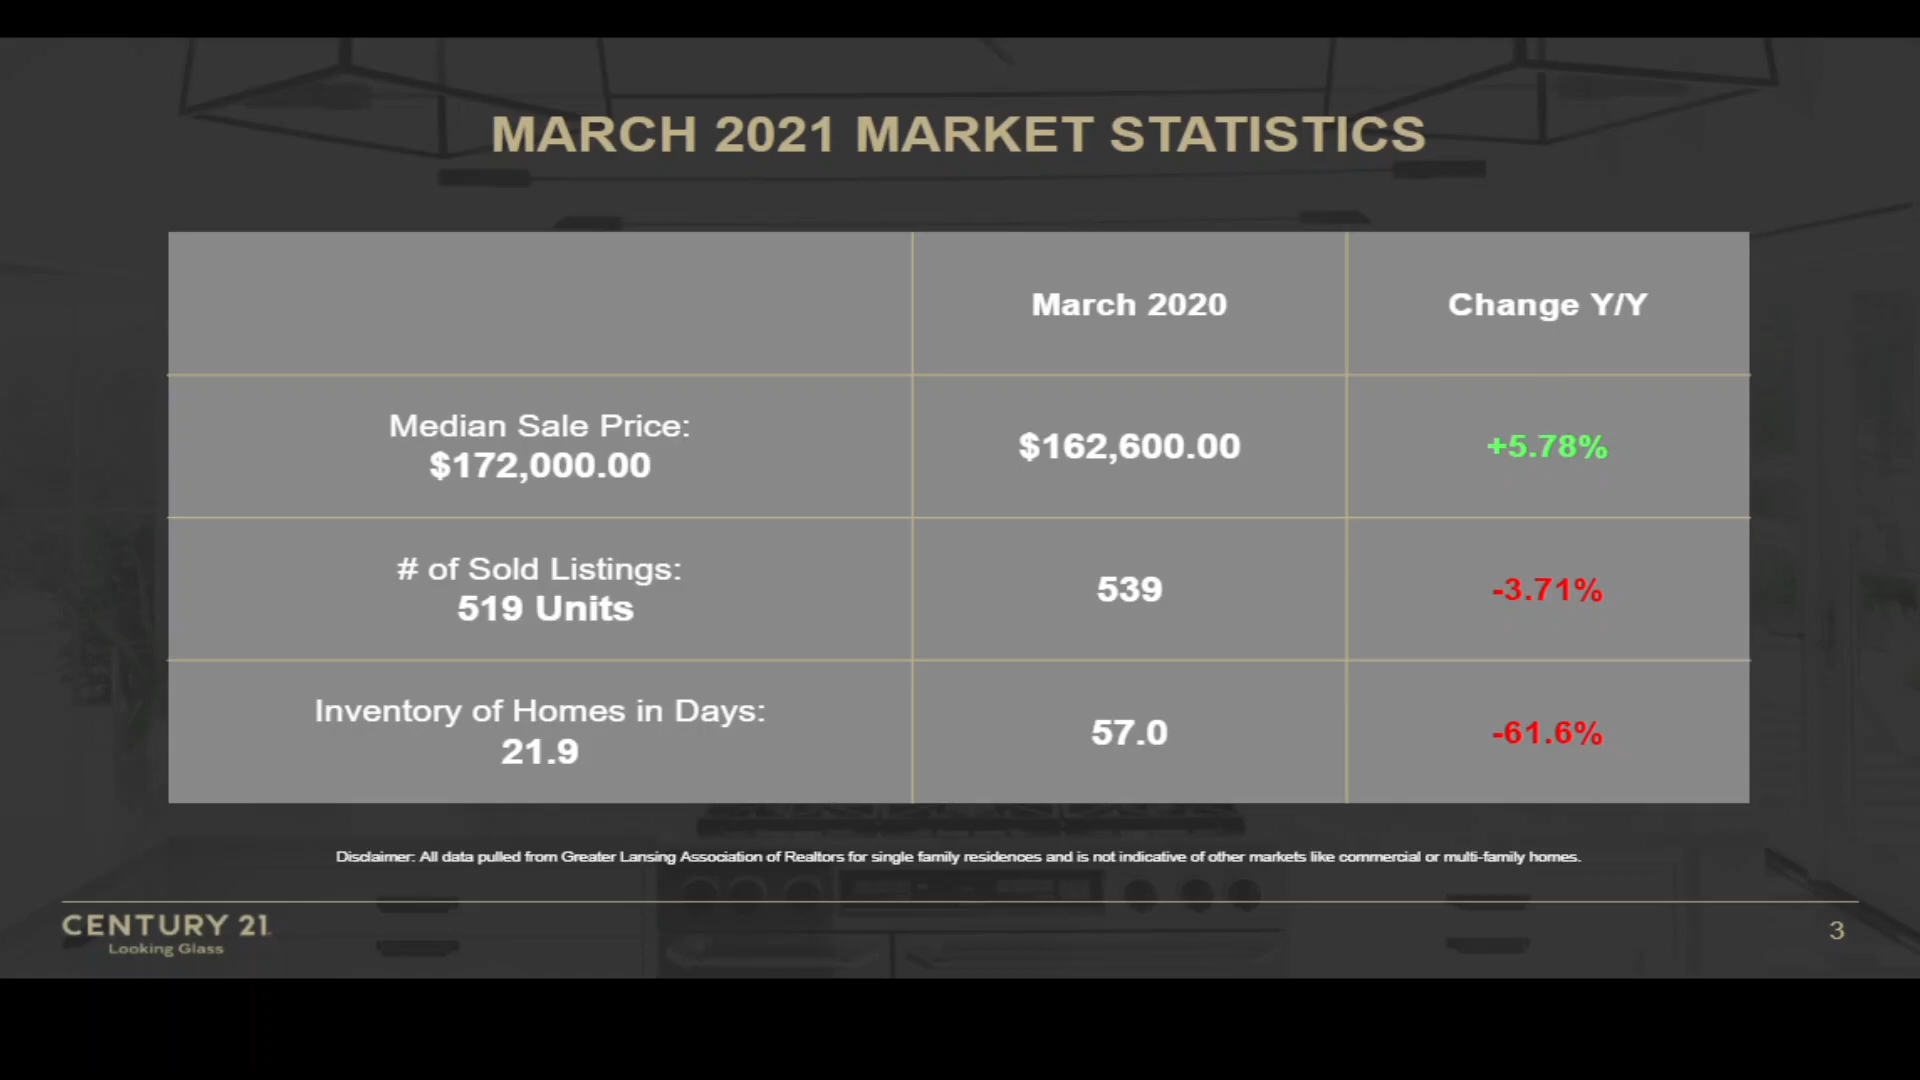 MARCH 2021 MARKET STATISTICS
March 2020
Change Y/Y
Median Sale Price:
$172,000.00
$162,600.00
+5.78%
# of Sold Listings:
519 Units
539
-3.71%
Inventory of Homes in Days:
21.9
57.0
-61.6%
Disclaimer: All data pulled from Greater Lansing Association of Realtors for single family residences and is not indicative of other markets like commercial or multi-family homes.
CENTURY 21
Looking Glass
3